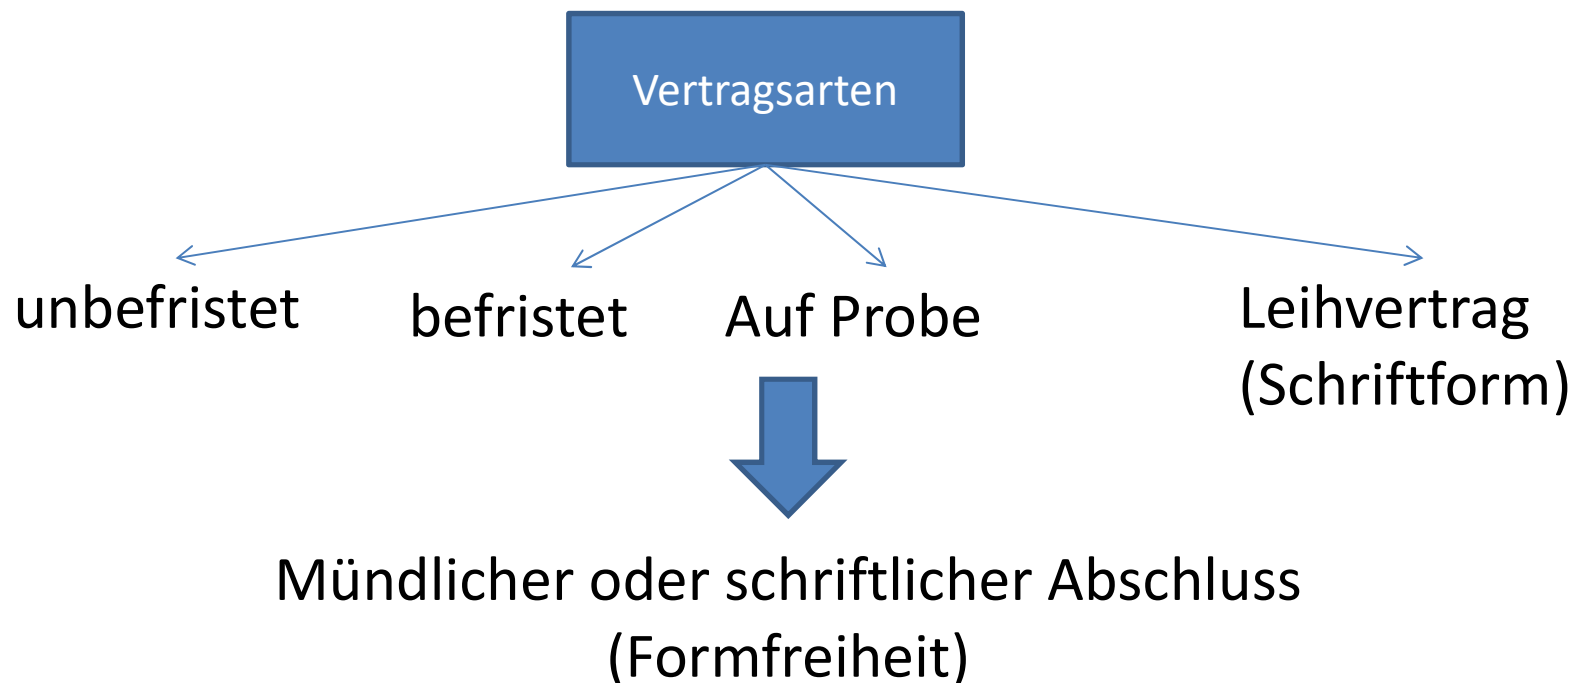 Vertragsarten
unbefristet
befristet
Auf Probe
Leihvertrag
(Schriftform)
Mündlicher oder schriftlicher Abschluss
(Formfreiheit)